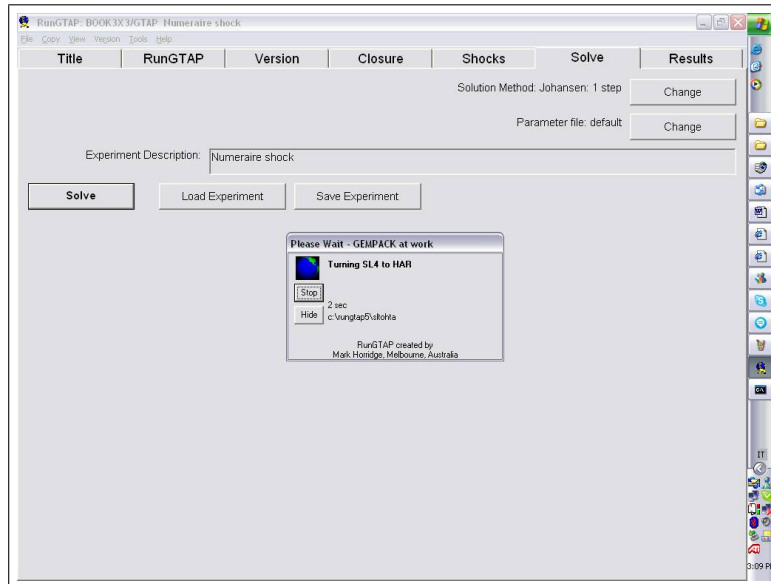 RunGTAP: BOOK3X3/GTAP Numeraire shock
File Copy View Version Tools Help
Title RunGTAP Version Closure Shocks Solve Results
Solution Method: Johansen: 1 step Change
Parameter file: default Change
Experiment Description: Numeraire shock
Solve Load Experiment Save Experiment
Please Wait - GEMPACK at work
Turning SL4 to HAR
Stop
2 sec
Hide c:\rungtap5\sltohta
RunGTAP created by
Mark Horridge, Melbourne, Australia
IT
3:09 P